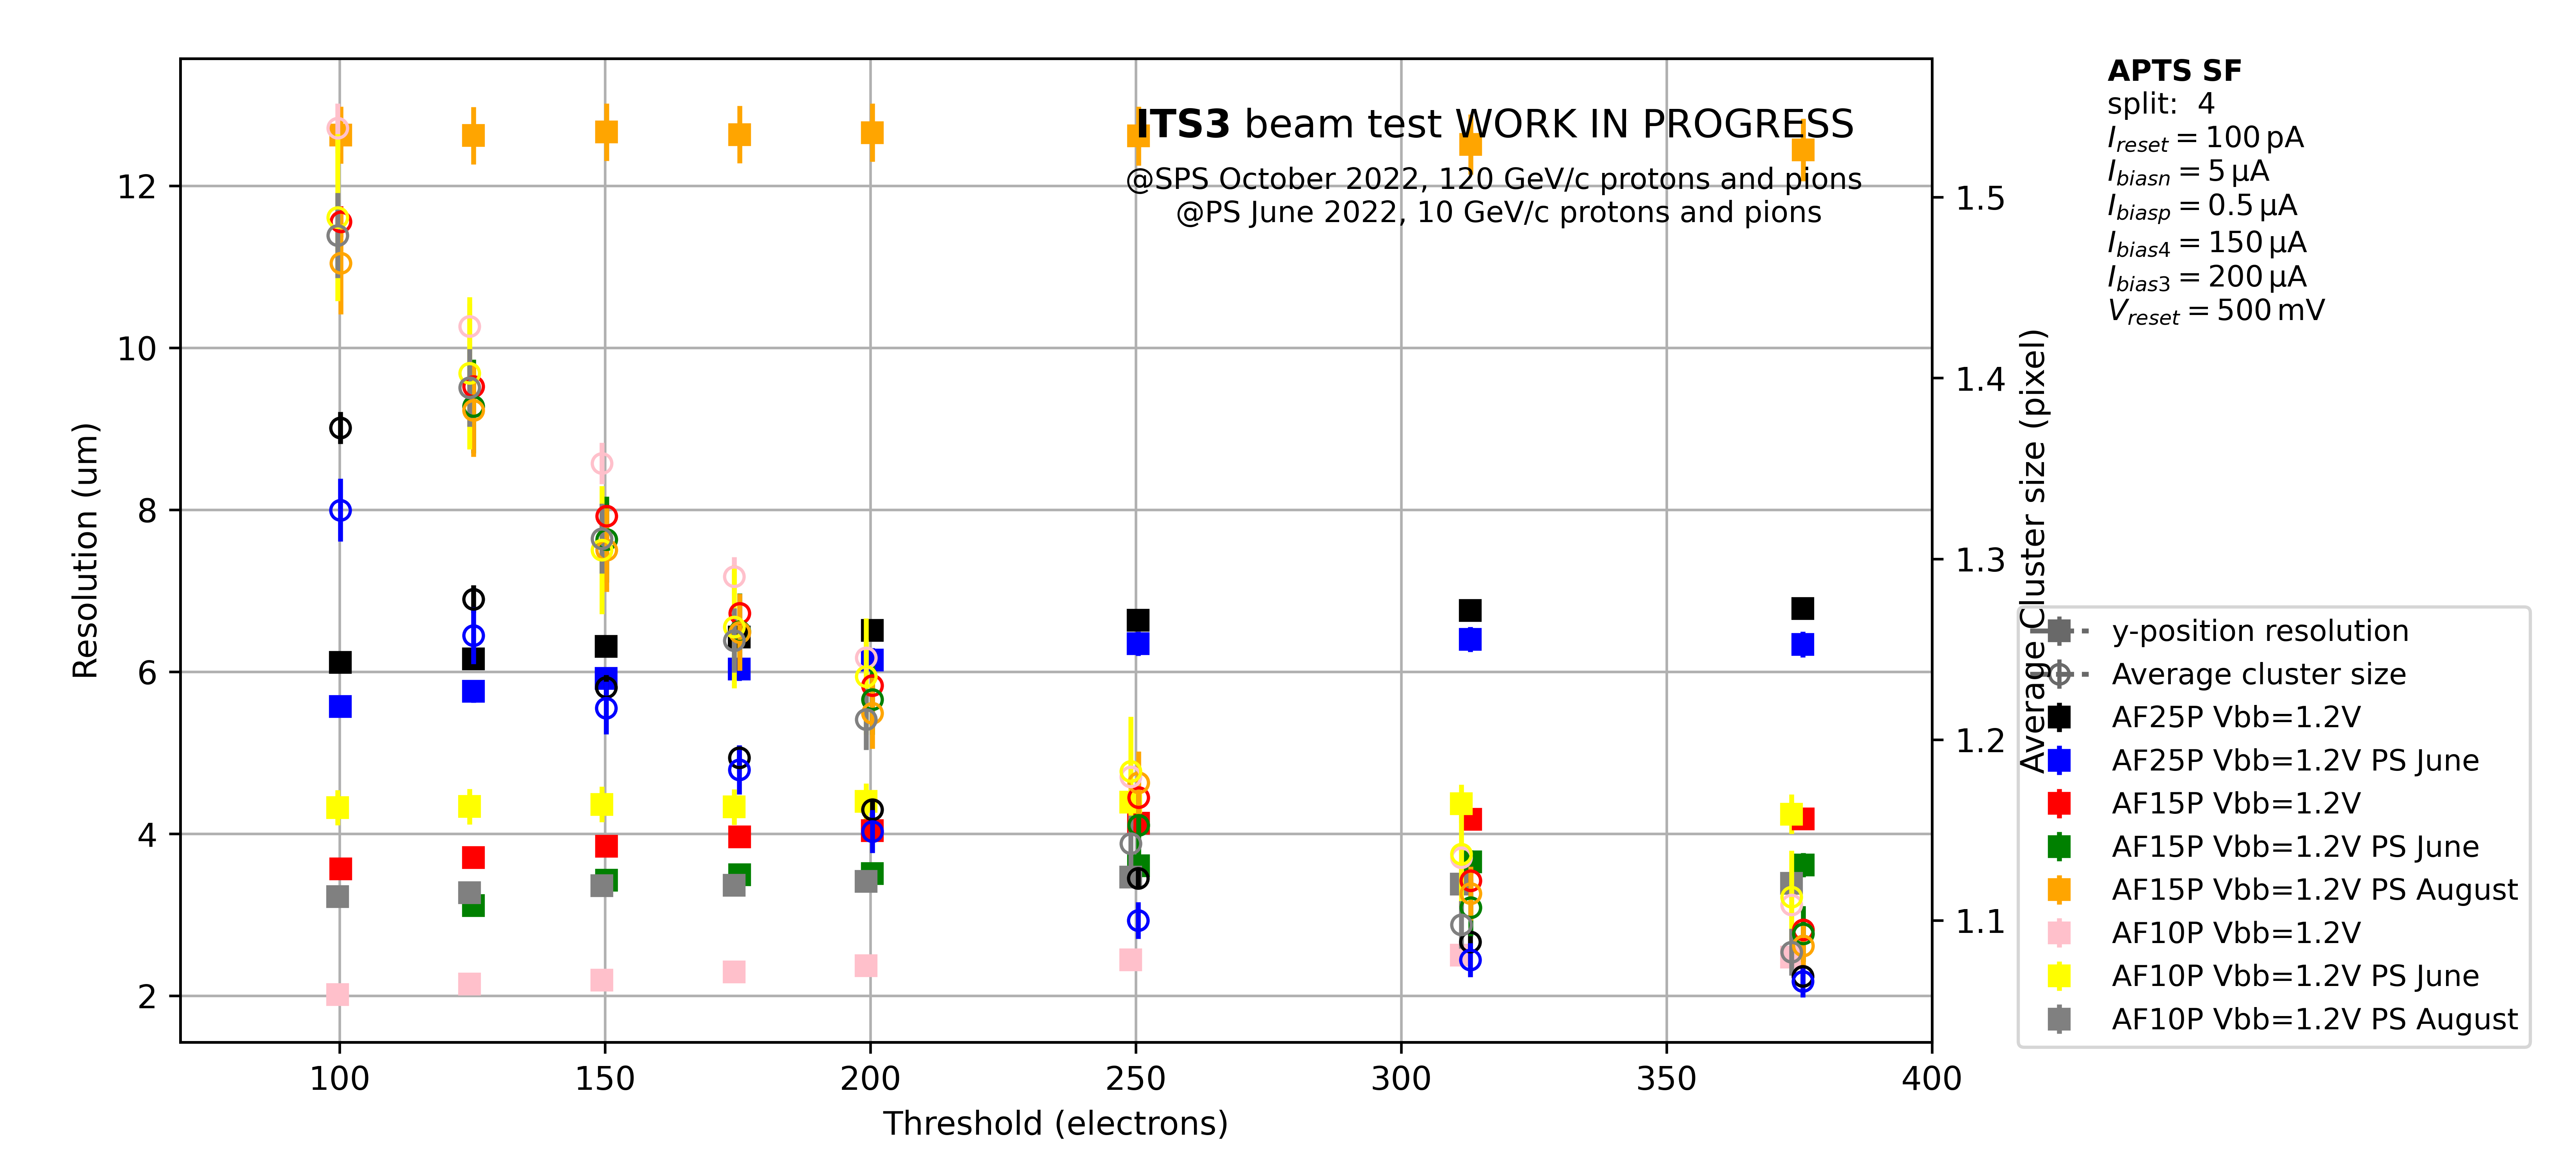 ITS3 beam test WORK IN PROGRESS
@SPS October 2022, 120 GeV/c protons and pions
@PS June 2022, 10 GeV/c protons and pions
Resolution (um)
12
10
8
6
4
2
100
150
200
250
300
350
400
Threshold (electrons)
1.5
1.4
1.3
1.2
1.1
Average Cluster size (pixel)
APTS SF
split: 4
I_reset = 100 pA
I_biasn = 5 μA
I_biasp = 0.5 μA
I_bias4 = 150 μA
I_bias3 = 200 μA
V_reset = 500 mV
y-position resolution
Average cluster size
AF25P Vbb=1.2V
AF25P Vbb=1.2V PS June
AF15P Vbb=1.2V
AF15P Vbb=1.2V PS June
AF15P Vbb=1.2V PS August
AF10P Vbb=1.2V
AF10P Vbb=1.2V PS June
AF10P Vbb=1.2V PS August